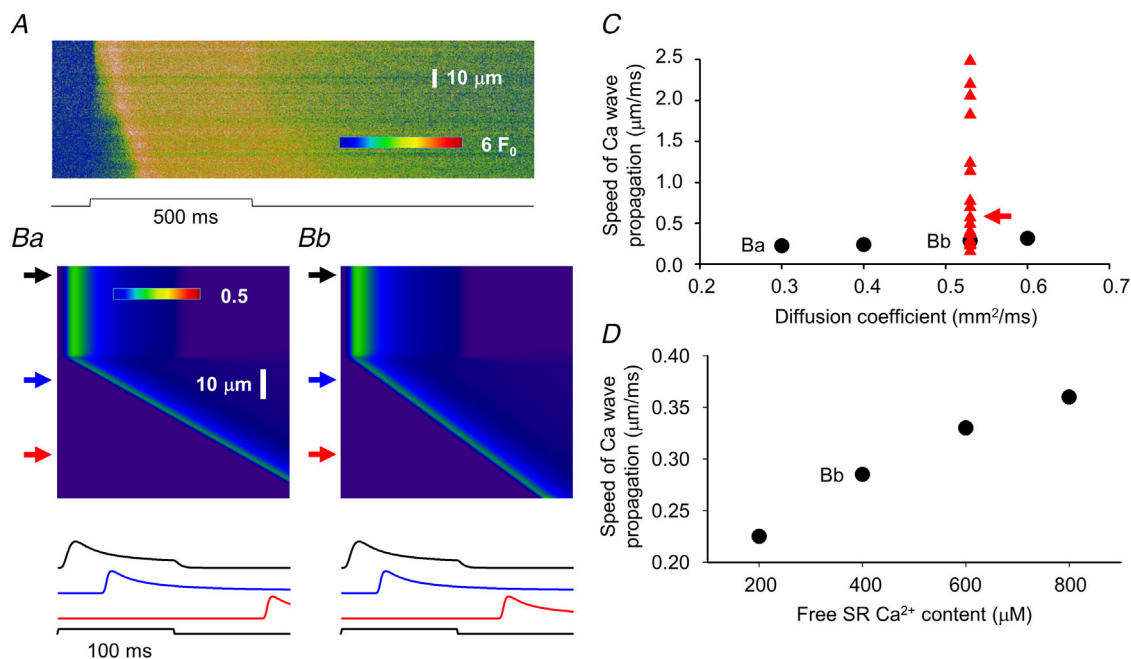 A
10 μm
6 F₀
500 ms
Ba
0.5
10 μm
100 ms
Bb
C
Speed of Ca wave
propagation (μm/ms)
2.5
2.0
1.5
1.0
0.5
0.0
Ba
Bb
0.2 0.3 0.4 0.5 0.6 0.7
Diffusion coefficient (mm²/ms)
D
Speed of Ca wave
propagation (μm/ms)
0.40
0.35
0.30
0.25
0.20
Bb
200 400 600 800
Free SR Ca²⁺ content (μM)